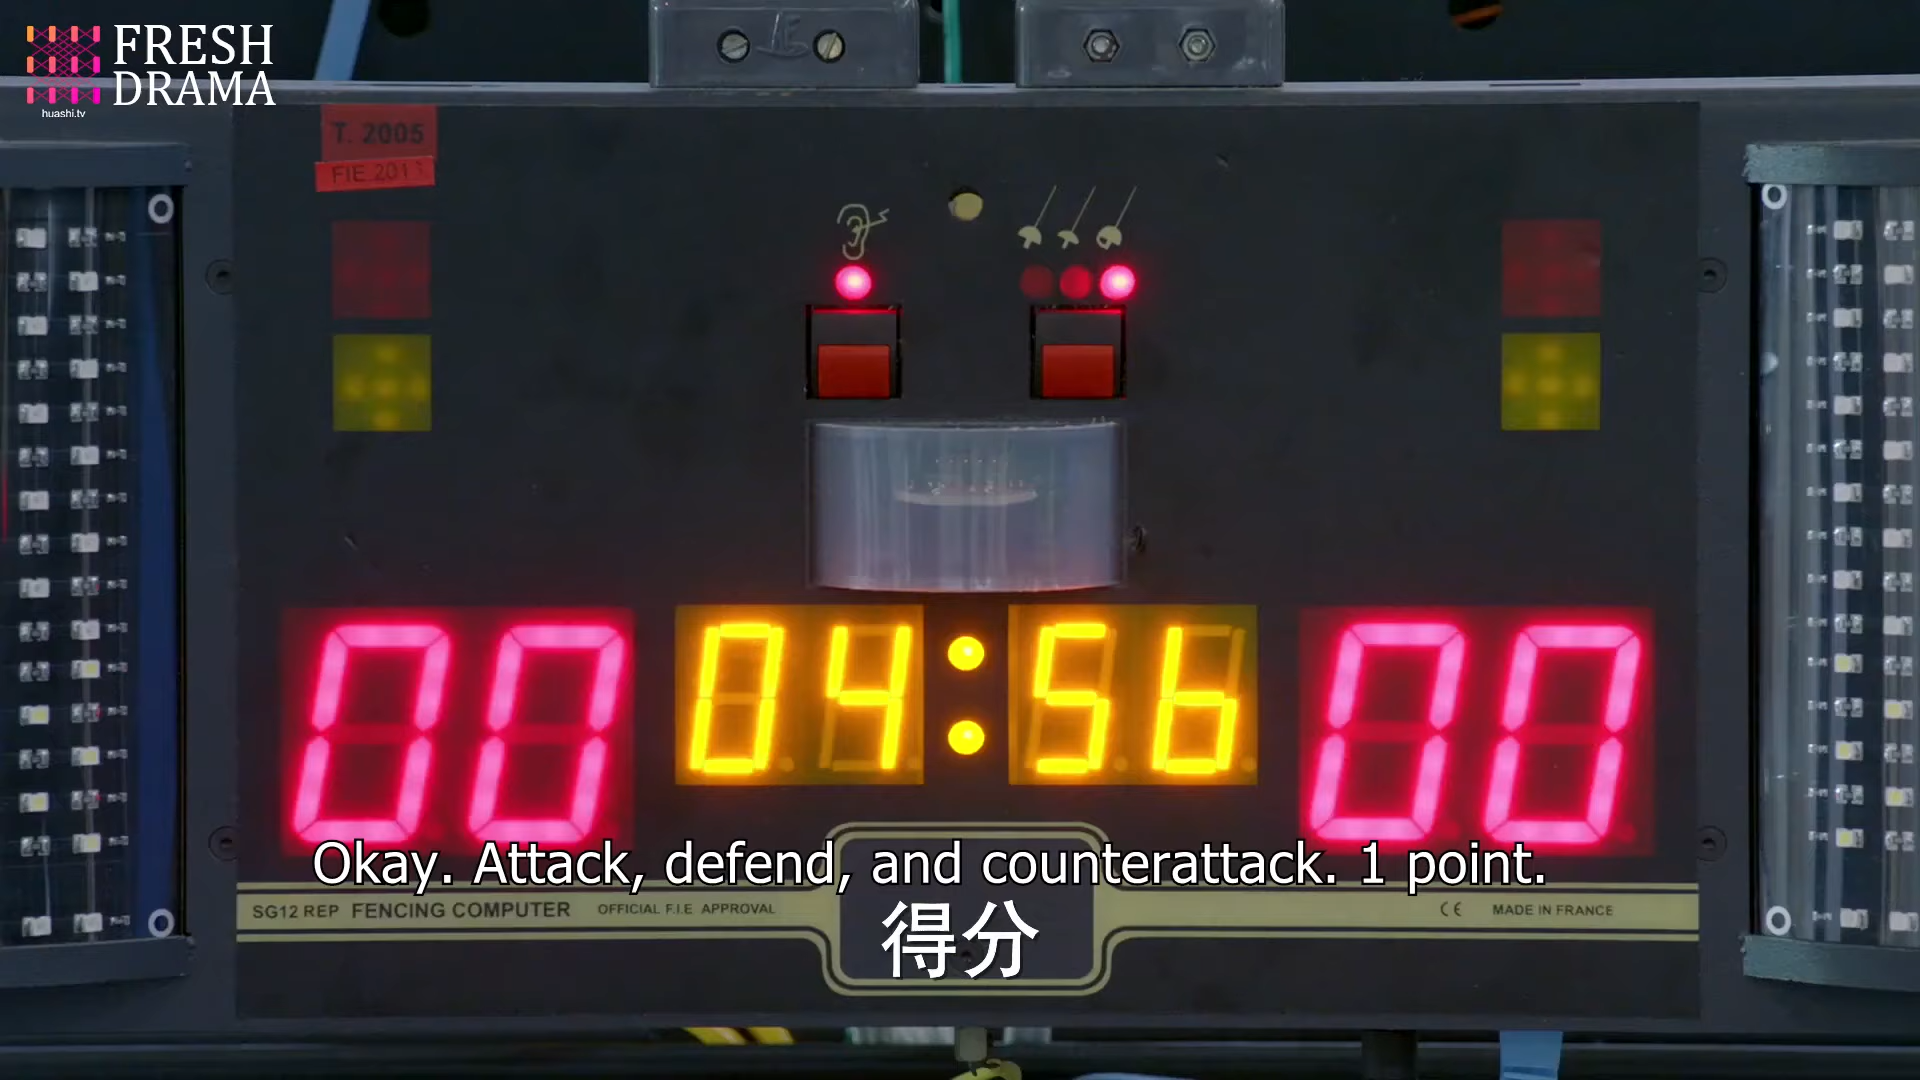 FRESH
DRAMA
huashi.tv
T. 2005
FIE.2011
00
04:56
00
Okay. Attack, defend, and counterattack. 1 point.
SG12 REP FENCING COMPUTER OFFICIAL F.I.E. APPROVAL
CE MADE IN FRANCE
得分